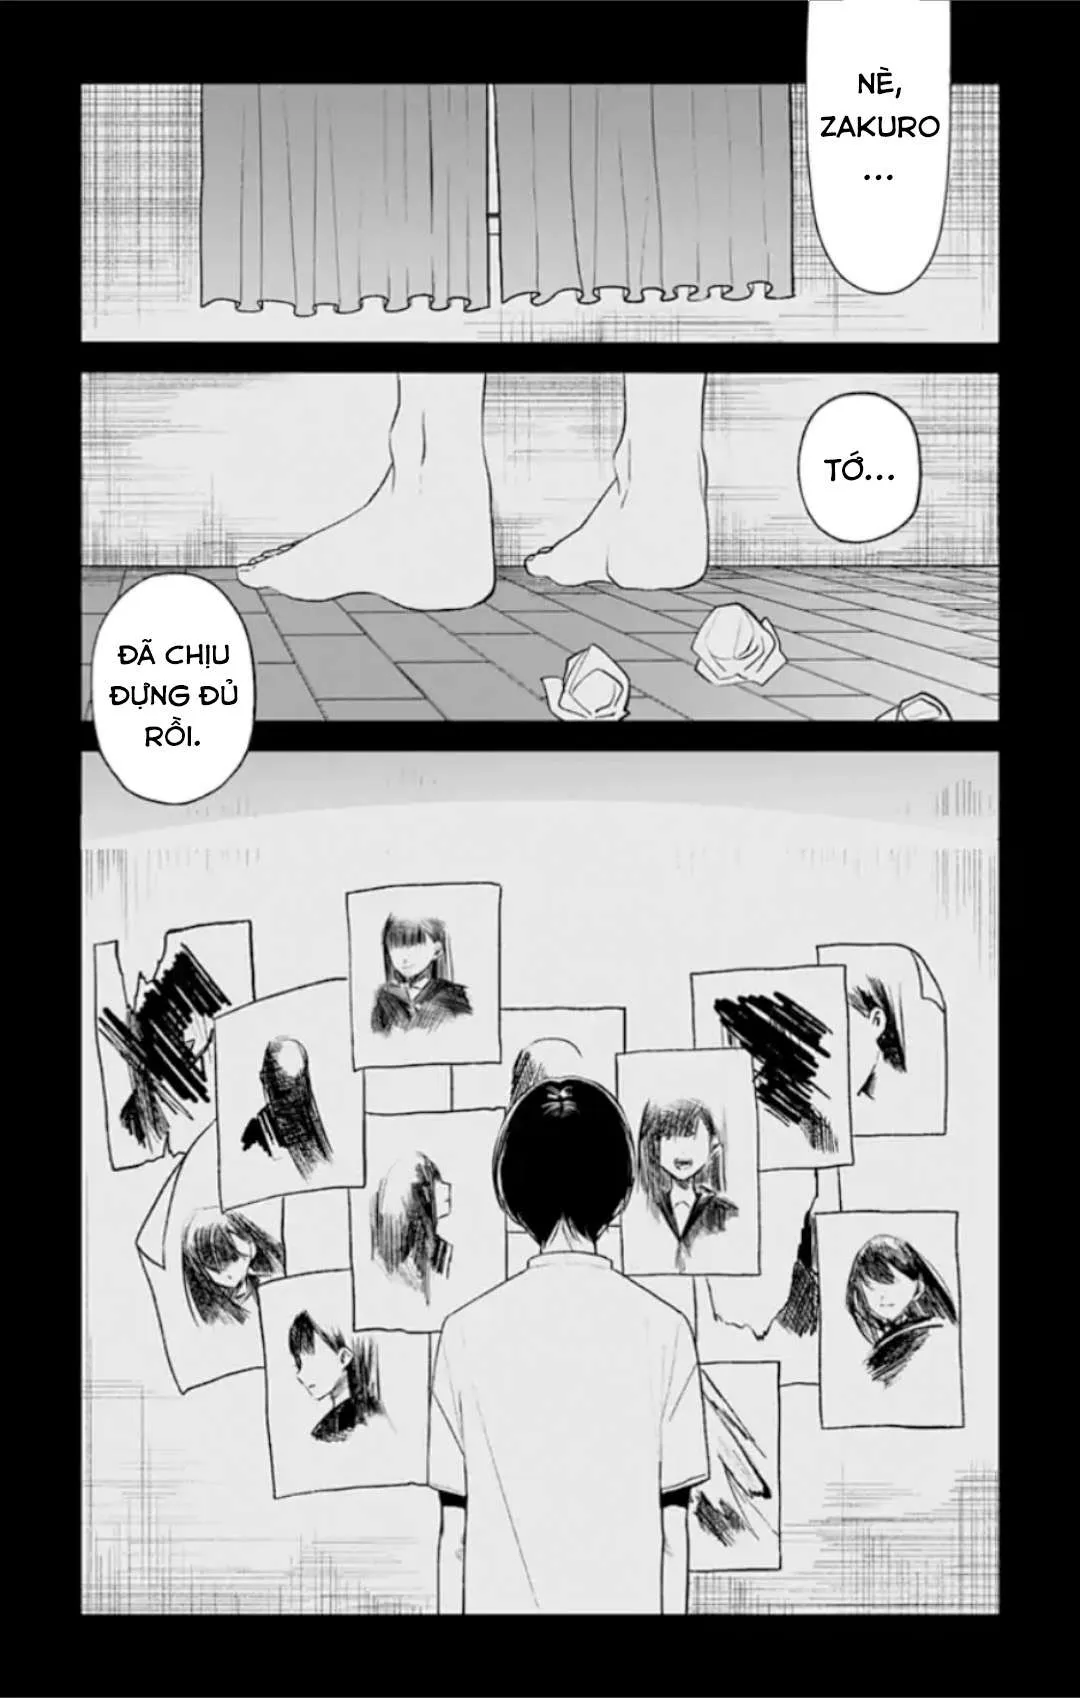 NÈ,
ZAKURO
...
TỚ...
ĐÃ CHỊU
ĐỰNG ĐỦ
RỒI.